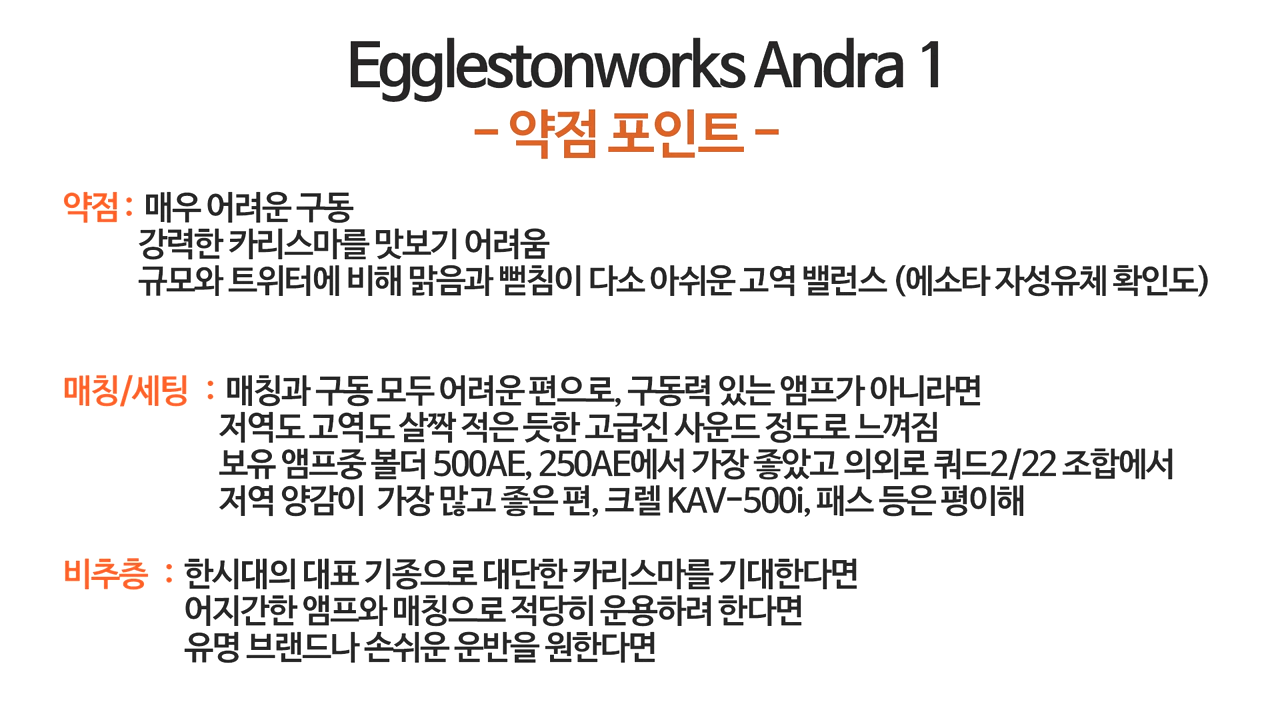 Egglestonworks Andra 1
- 약점 포인트 -
약점 : 매우 어려운 구동
강력한 카리스마를 맛보기 어려움
규모와 트위터에 비해 맑음과 뻗침이 다소 아쉬운 고역 밸런스 (에소타 자성유체 확인도)
매칭/세팅 : 매칭과 구동 모두 어려운 편으로, 구동력 있는 앰프가 아니라면
저역도 고역도 살짝 적은 듯한 고급진 사운드 정도로 느껴짐
보유 앰프중 볼더 500AE, 250AE에서 가장 좋았고 의외로 쿼드2/22 조합에서
저역 양감이 가장 많고 좋은 편, 크렐 KAV-500i, 패스 등은 평이해
비추층 : 한시대의 대표 기종으로 대단한 카리스마를 기대한다면
어지간한 앰프와 매칭으로 적당히 운용하려 한다면
유명 브랜드나 손쉬운 운반을 원한다면